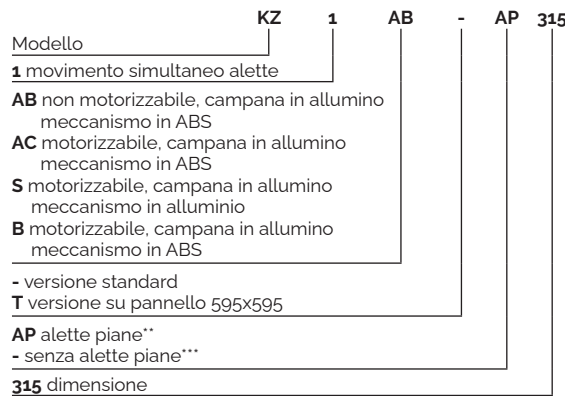 KZ 1 AB - AP 315
Modello
1 movimento simultaneo alette
AB non motorizzabile, campana in allumino
meccanismo in ABS
AC motorizzabile, campana in allumino
meccanismo in ABS
S motorizzabile, campana in allumino
meccanismo in alluminio
B motorizzabile, campana in allumino
meccanismo in ABS
- versione standard
T versione su pannello 595x595
AP alette piane**
- senza alette piane***
315 dimensione